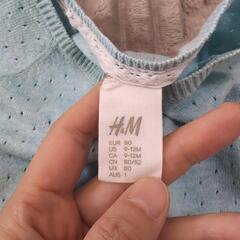 H&M
EUR 80
US 9-12M
CA 9-12M
CN 80/52
MX 80
AUS 1